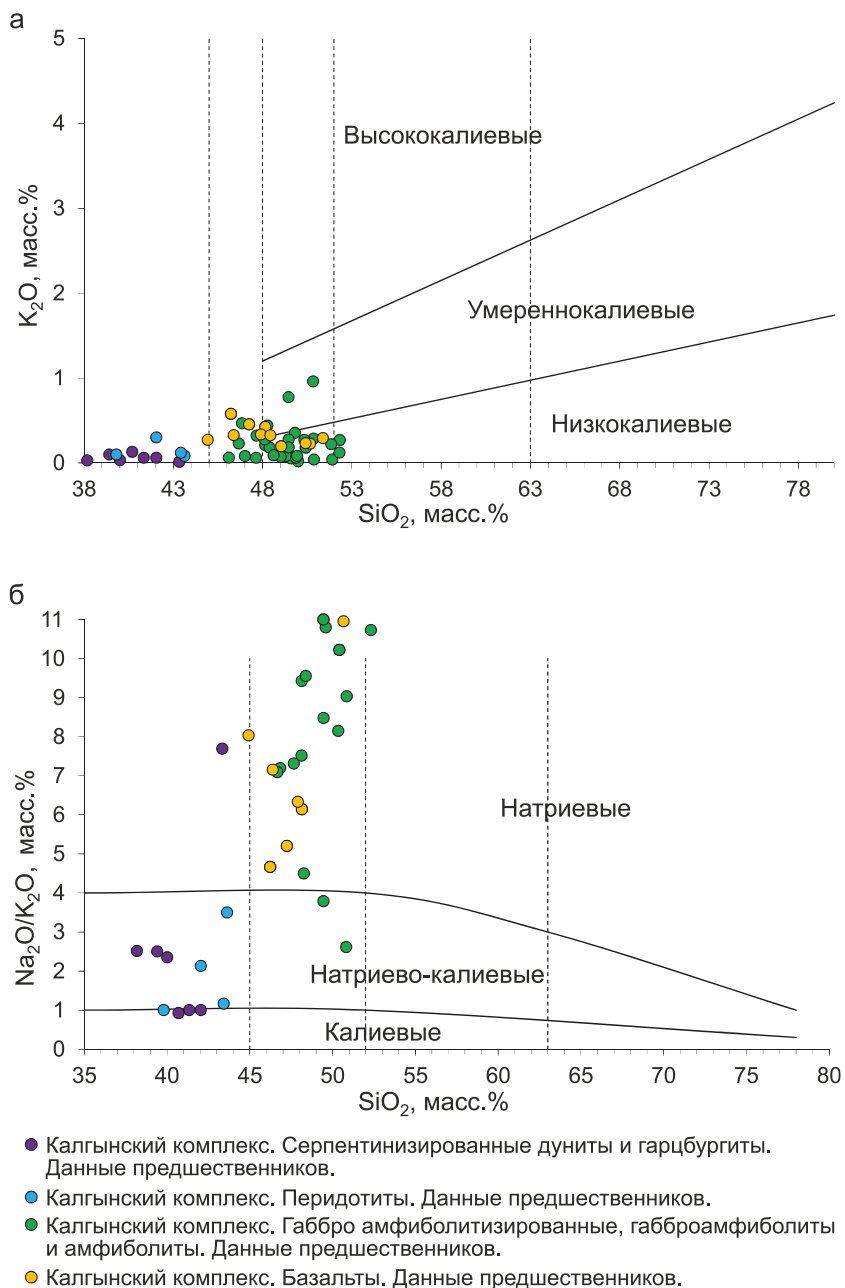 а
5
4
3
2
1
0
K₂O, масс.%
Высококалиевые
Умереннокалиевые
Низкокалиевые
38 43 48 53 58 63 68 73 78
SiO₂, масс.%
б
11
10
9
8
7
6
5
4
3
2
1
0
Na₂O/K₂O, масс.%
Натриевые
Натриево-калиевые
Калиевые
35 40 45 50 55 60 65 70 75 80
SiO₂, масс.%
Калгынский комплекс. Серпентинизированные дуниты и гарцбургиты.
Данные предшественников.
Калгынский комплекс. Перидотиты. Данные предшественников.
Калгынский комплекс. Габбро амфиболитизированные, габброамфиболиты
и амфиболиты. Данные предшественников.
Калгынский комплекс. Базальты. Данные предшественников.